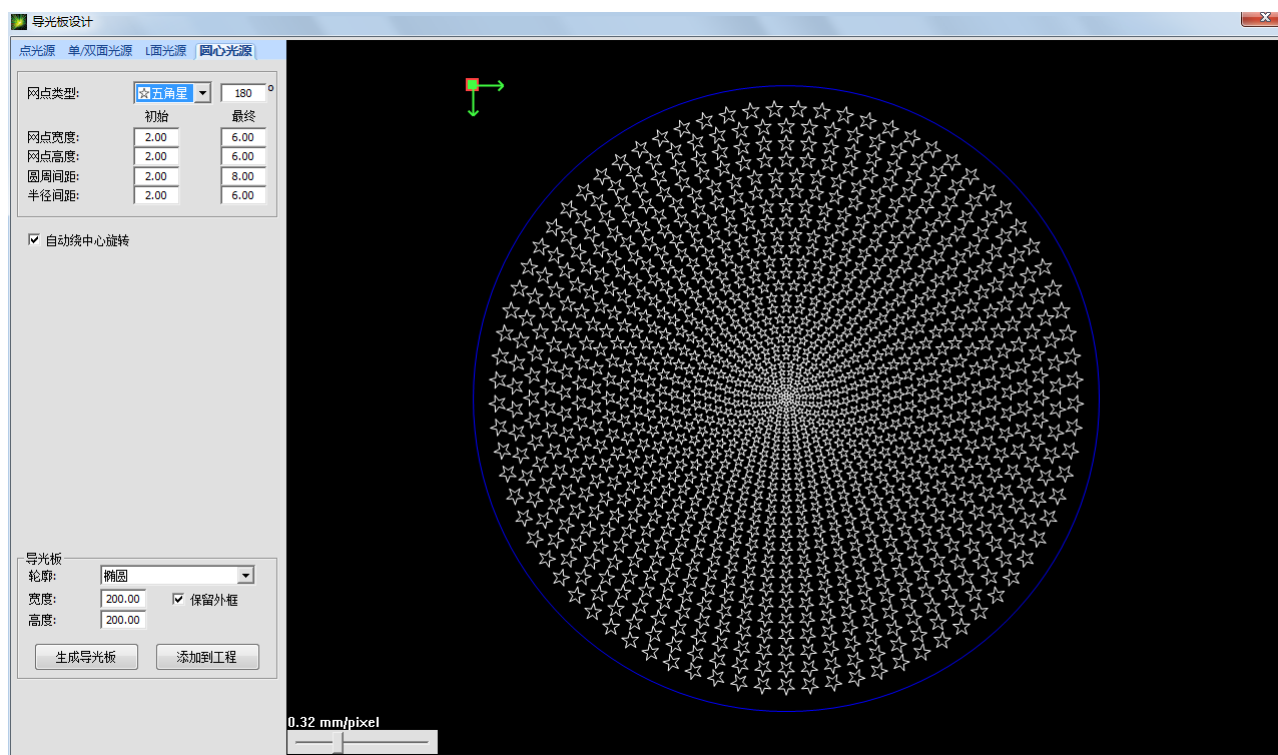 导光板设计
点光源 单/双面光源 L面光源 圆心光源
网点类型: ☆五角星 180 °
初始 最终
网点宽度: 2.00 6.00
网点高度: 2.00 6.00
圆周间距: 2.00 8.00
半径间距: 2.00 6.00
自动绕中心旋转
导光板
轮廓: 椭圆
宽度: 200.00 保留外框
高度: 200.00
生成导光板 添加到工程
0.32 mm/pixel